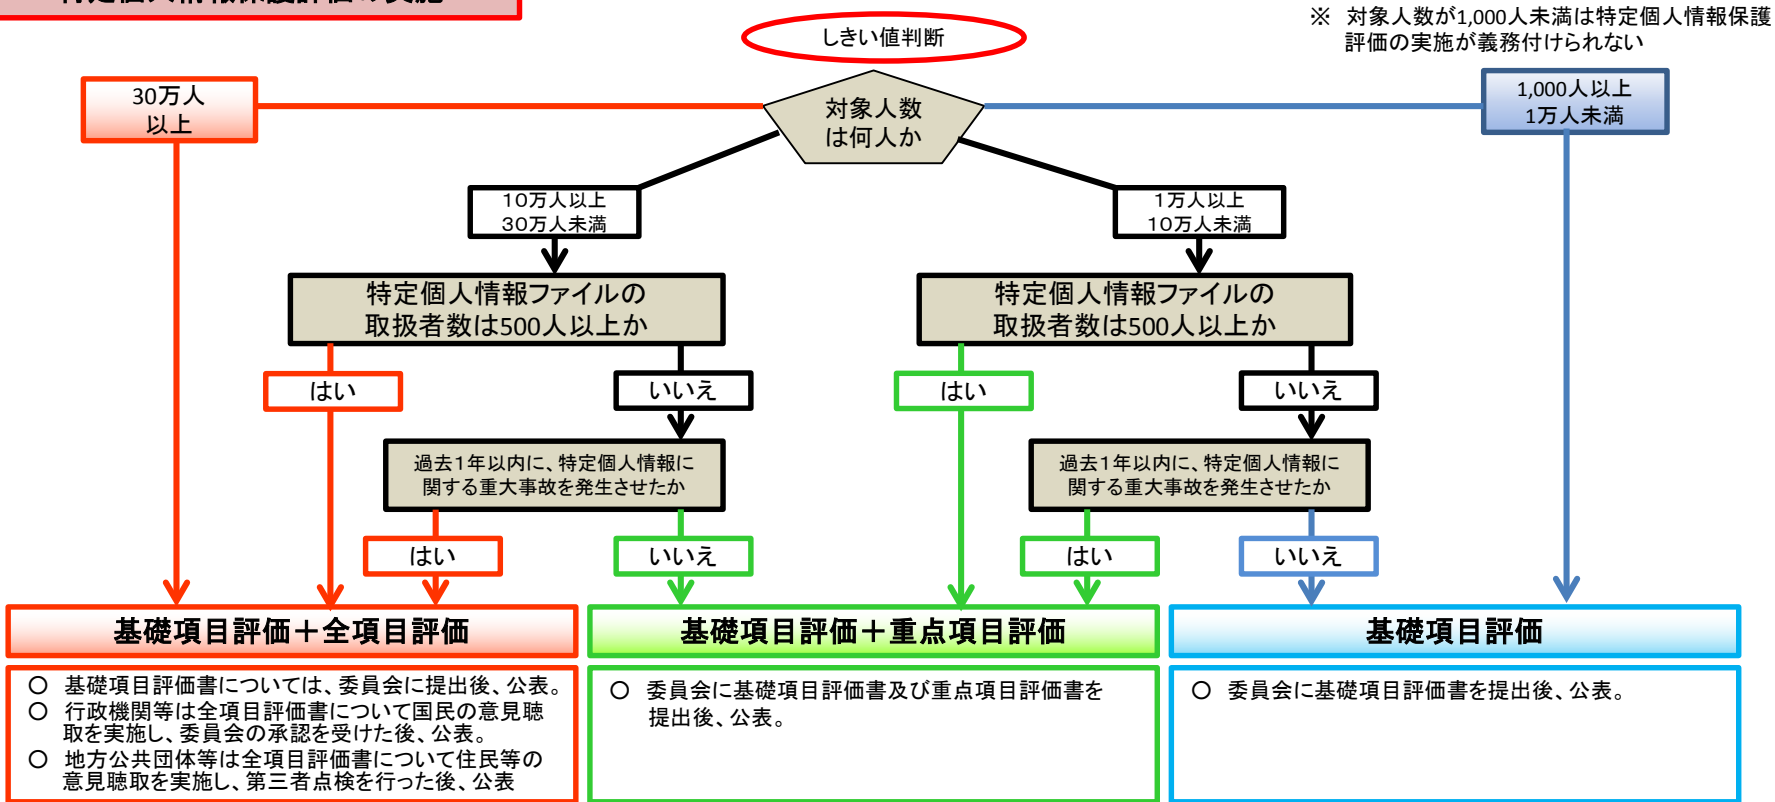 ※ 対象人数が1,000人未満は特定個人情報保護
評価の実施が義務付けられない
しきい値判断
30万人
以上
対象人数
は何人か
1,000人以上
1万人未満
10万人以上
30万人未満
1万人以上
10万人未満
特定個人情報ファイルの
取扱者数は500人以上か
特定個人情報ファイルの
取扱者数は500人以上か
はい
いいえ
はい
いいえ
過去1年以内に、特定個人情報に
関する重大事故を発生させたか
過去1年以内に、特定個人情報に
関する重大事故を発生させたか
はい
いいえ
はい
いいえ
基礎項目評価＋全項目評価
基礎項目評価＋重点項目評価
基礎項目評価
○ 基礎項目評価書については、委員会に提出後、公表。
○ 行政機関等は全項目評価書について国民の意見聴
取を実施し、委員会の承認を受けた後、公表。
○ 地方公共団体等は全項目評価書について住民等の
意見聴取を実施し、第三者点検を行った後、公表
○ 委員会に基礎項目評価書及び重点項目評価書を
提出後、公表。
○ 委員会に基礎項目評価書を提出後、公表。